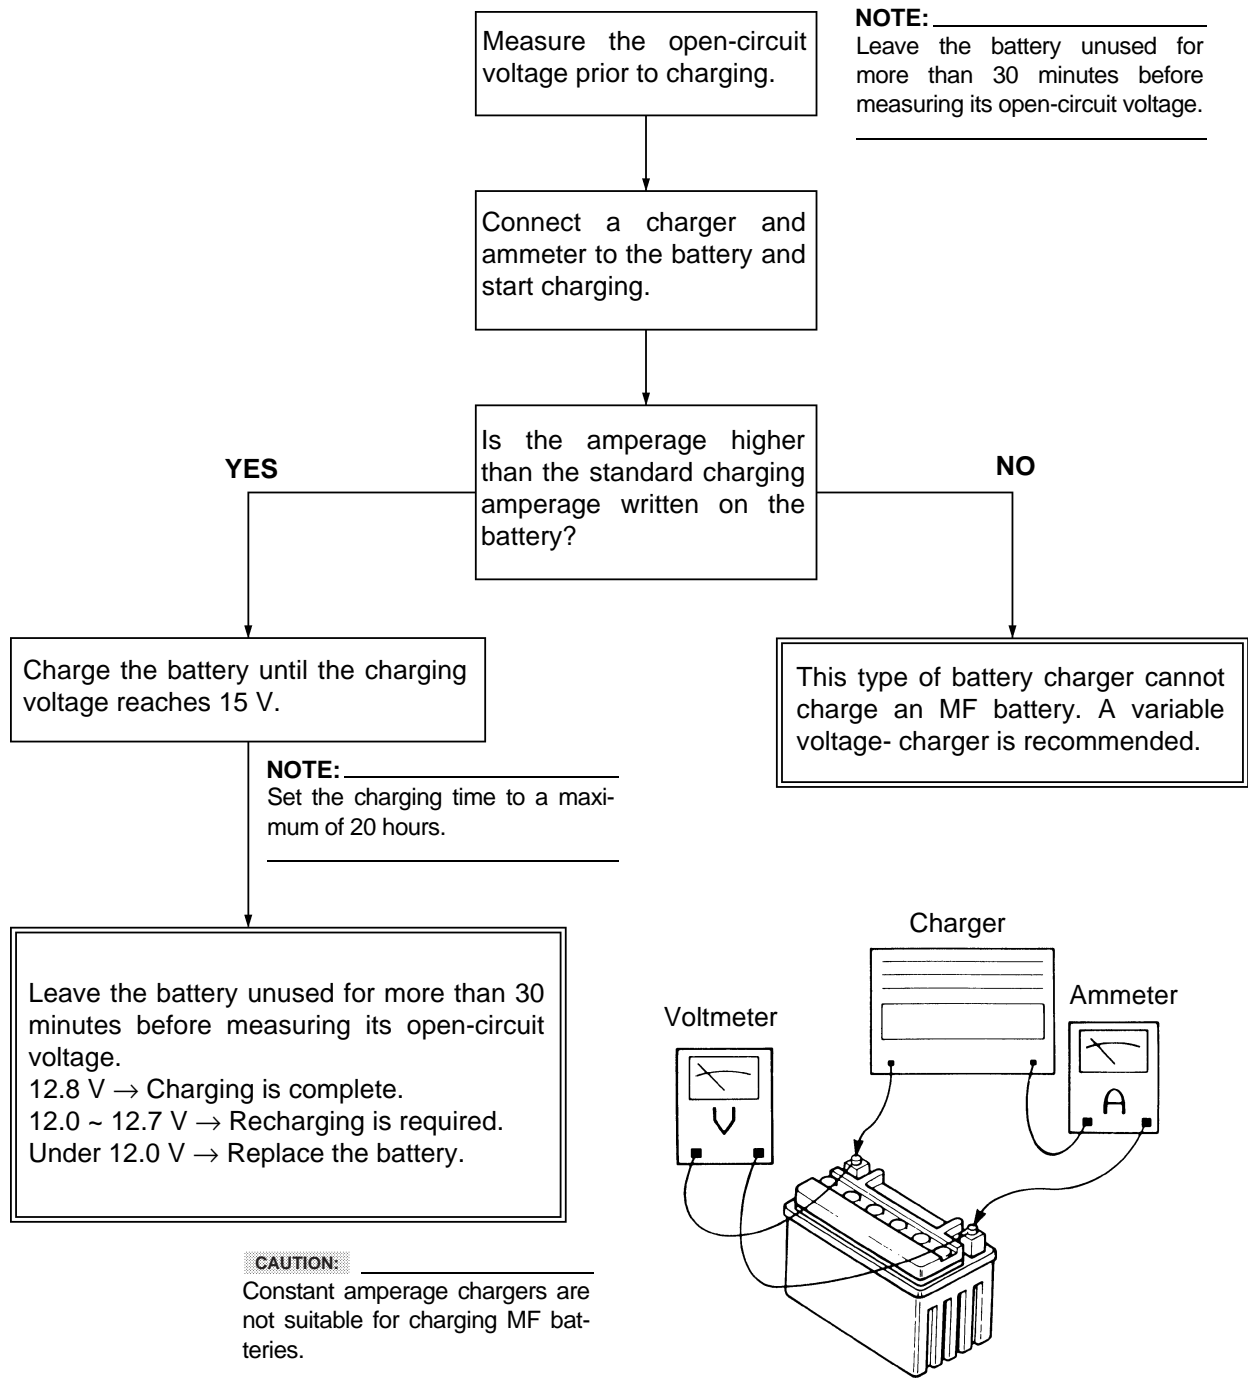 Measure the open-circuit
voltage prior to charging.
NOTE:
Leave the battery unused for
more than 30 minutes before
measuring its open-circuit voltage.
Connect a charger and
ammeter to the battery and
start charging.
Is the amperage higher
than the standard charging
amperage written on the
battery?
YES
NO
Charge the battery until the charging
voltage reaches 15 V.
This type of battery charger cannot
charge an MF battery. A variable
voltage- charger is recommended.
NOTE:
Set the charging time to a maxi-
mum of 20 hours.
Leave the battery unused for more than 30
minutes before measuring its open-circuit
voltage.
12.8 V → Charging is complete.
12.0 ~ 12.7 V → Recharging is required.
Under 12.0 V → Replace the battery.
Charger
Ammeter
Voltmeter
A
V
CAUTION:
Constant amperage chargers are
not suitable for charging MF bat-
teries.